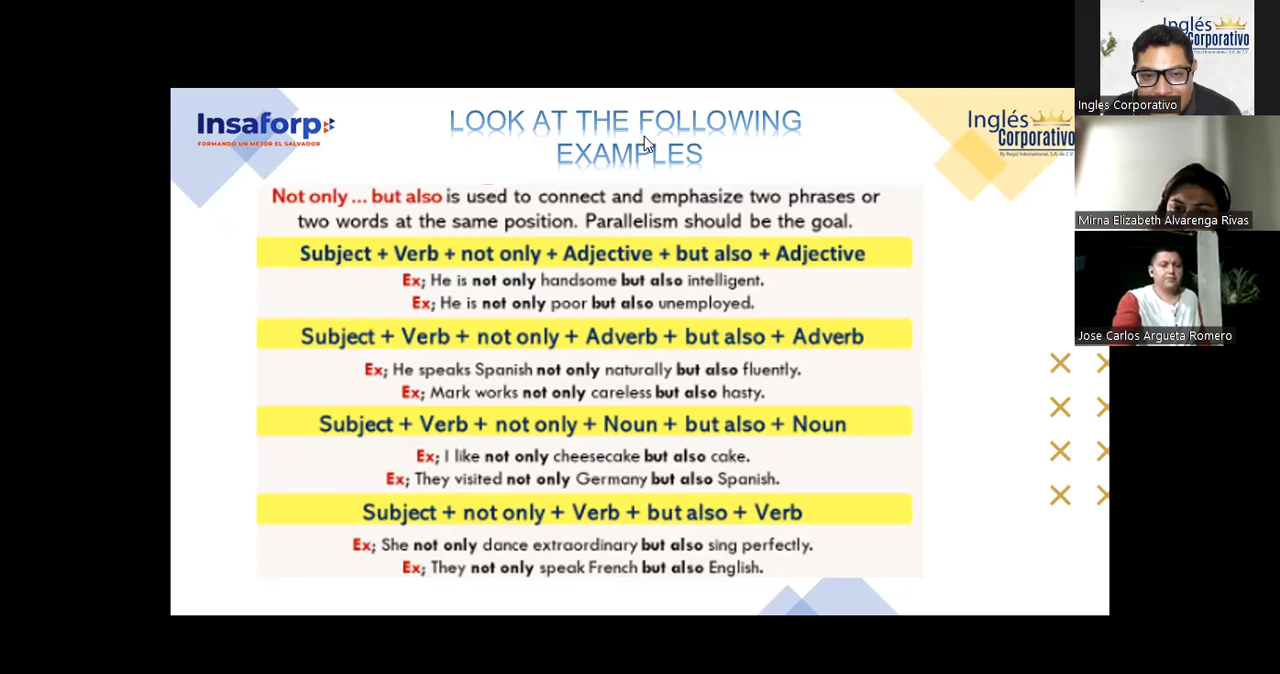 Insaforp
FORMANDO UN MEJOR EL SALVADOR
LOOK AT THE FOLLOWING
EXAMPLES
Inglés
Corporativo
By Regal International, S.A. de C.V.
Not only ... but also is used to connect and emphasize two phrases or
two words at the same position. Parallelism should be the goal.
Subject + Verb + not only + Adjective + but also + Adjective
Ex; He is not only handsome but also intelligent.
Ex; He is not only poor but also unemployed.
Subject + Verb + not only + Adverb + but also + Adverb
Ex; He speaks Spanish not only naturally but also fluently.
Ex; Mark works not only careless but also hasty.
Subject + Verb + not only + Noun + but also + Noun
Ex; I like not only cheesecake but also cake.
Ex; They visited not only Germany but also Spanish.
Subject + not only + Verb + but also + Verb
Ex; She not only dance extraordinary but also sing perfectly.
Ex; They not only speak French but also English.
Inglés
Corporativo
Ingles Corporativo
Mirna Elizabeth Alvarenga Rivas
Jose Carlos Argueta Romero